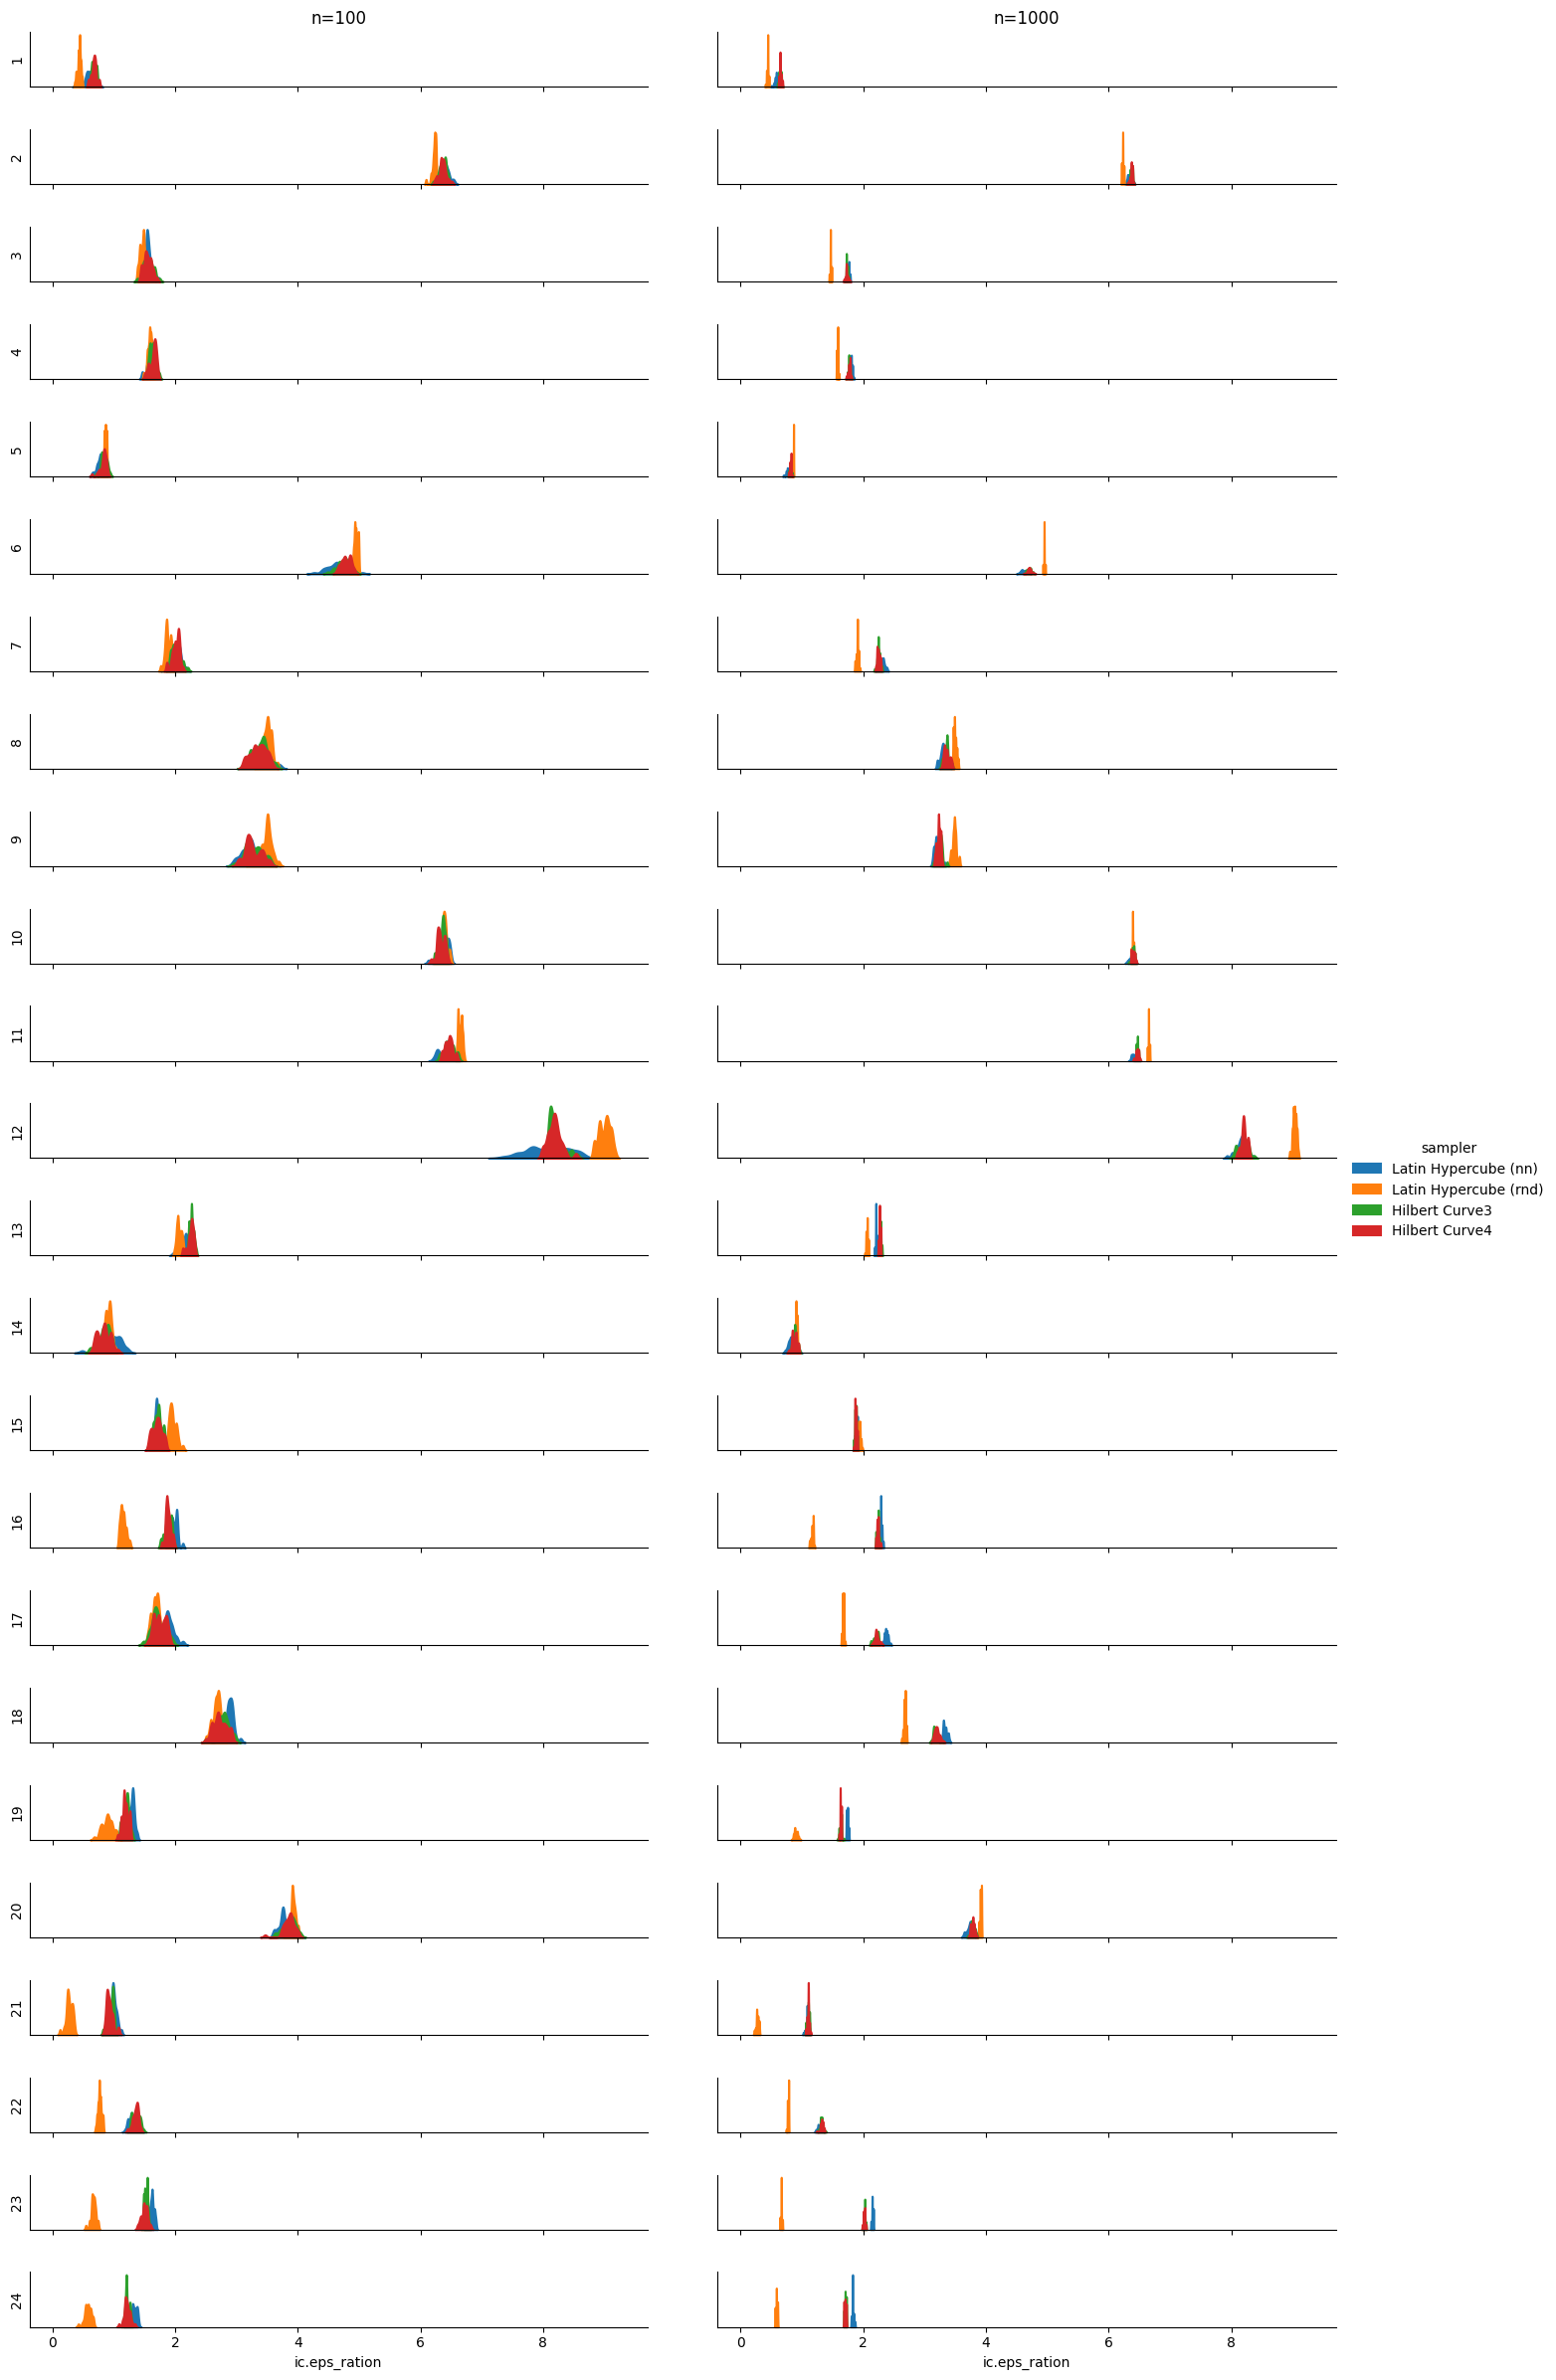 n=100
n=1000
1
2
3
4
5
6
7
8
9
10
11
12
13
14
15
16
17
18
19
20
21
22
23
24
0 2 4 6 8
ic.eps_ration
0 2 4 6 8
ic.eps_ration
sampler
Latin Hypercube (nn)
Latin Hypercube (rnd)
Hilbert Curve3
Hilbert Curve4